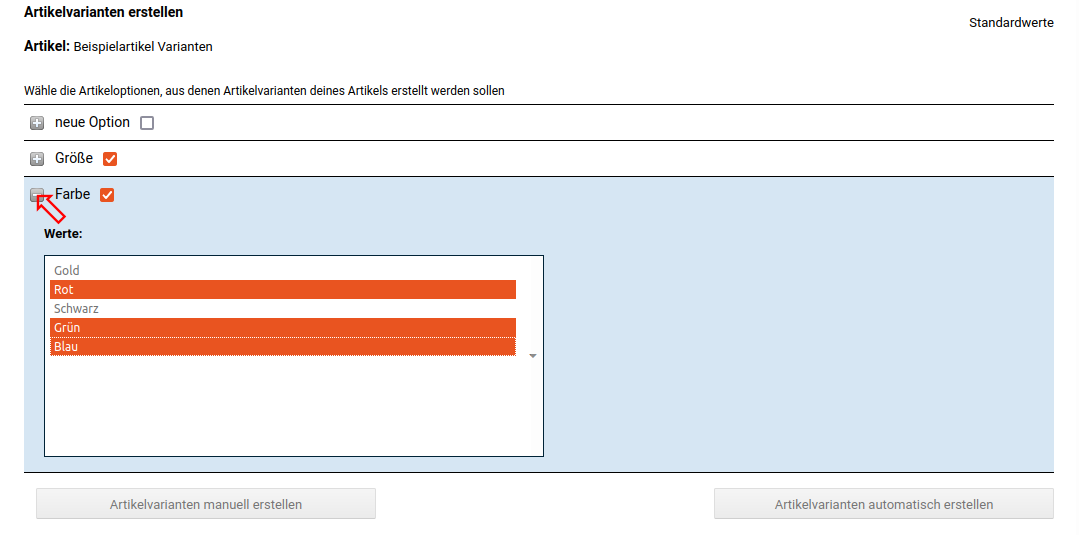 Artikelvarianten erstellen
Standardwerte
Artikel: Beispielartikel Varianten
Wähle die Artikeloptionen, aus denen Artikelvarianten deines Artikels erstellt werden sollen
neue Option
Größe
Farbe
Werte:
Gold
Rot
Schwarz
Grün
Blau
Artikelvarianten manuell erstellen
Artikelvarianten automatisch erstellen